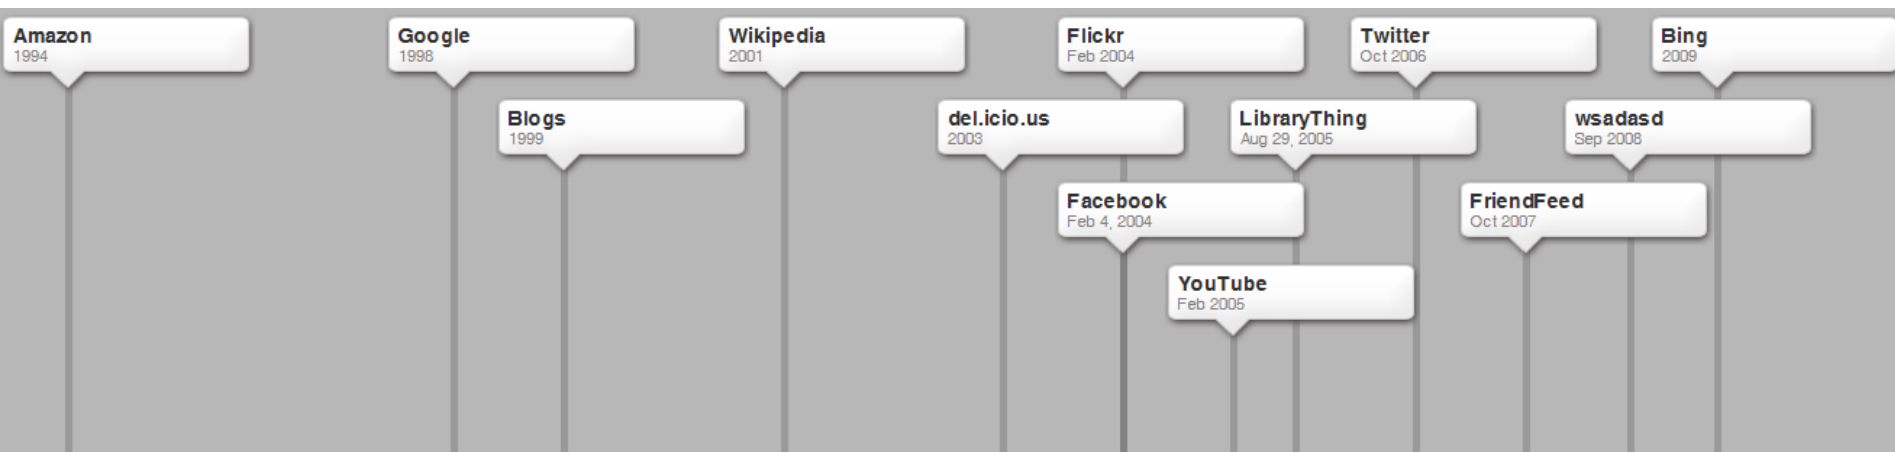 Amazon
1994
Google
1998
Wikipedia
2001
Flickr
Feb 2004
Twitter
Oct 2006
Bing
2009
Blogs
1999
del.icio.us
2003
LibraryThing
Aug 29, 2005
wsadasd
Sep 2008
Facebook
Feb 4, 2004
FriendFeed
Oct 2007
YouTube
Feb 2005